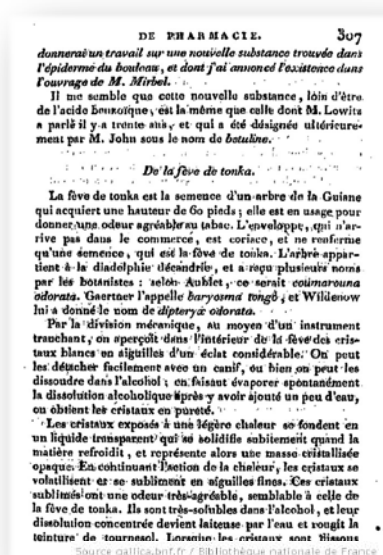 DE PHARMACIE. 307
donnerai un travail sur une nouvelle substance trouvée dans
l'épiderme du bouleau, et dont j'ai annoncé l'existence dans
l'ouvrage de M. Mirbel.
Il me semble que cette nouvelle substance, loin d'être
de l'acide benzoïque, est la même que celle dont M. Lowitz
a parlé il y a trente ans, et qui a été désignée ultérieure-
ment par M. John sous le nom de betuline.
De la fève de tonka.
La fève de tonka est la semence d'un arbre de la Guiane
qui acquiert une hauteur de 60 pieds; elle est en usage pour
donner une odeur agréable au tabac. L'enveloppe, qui n'ar-
rive pas dans le commerce, est coriace, et ne renferme
qu'une semence, qui est la fève de tonka. L'arbre appar-
tient à la diadelphie décandrie, et a reçu plusieurs noms
par les botanistes: selon Aublet, ce serait coumarouna
odorata. Gaertner l'appelle baryosma tongo, et Wildenow
lui a donné le nom de dipteryx odorata.
Par la division mécanique, au moyen d'un instrument
tranchant, on aperçoit dans l'intérieur de la fève des cris-
taux blancs en aiguilles d'un éclat considérable. On peut
les détacher facilement avec un canif, ou bien on peut les
dissoudre dans l'alcohol; en faisant évaporer spontanément
la dissolution alcoholique après y avoir ajouté un peu d'eau,
on obtient les cristaux en pureté.
Les cristaux exposés à une légère chaleur se fondent en
un liquide transparent qui se solidifie subitement quand la
matière refroidit, et représente alors une masse cristallisée
opaque. En continuant l'action de la chaleur, les cristaux se
volatilisent et se subliment en aiguilles fines. Ces cristaux
sublimés ont une odeur très-agréable, semblable à celle de
la fève de tonka. Ils sont très-solubles dans l'alcohol, et leur
dissolution concentrée devient laiteuse par l'eau et rougit la
teinture de tournesol. Lorsque les cristaux sont
Source gallica.bnf.fr / Bibliothèque nationale de France